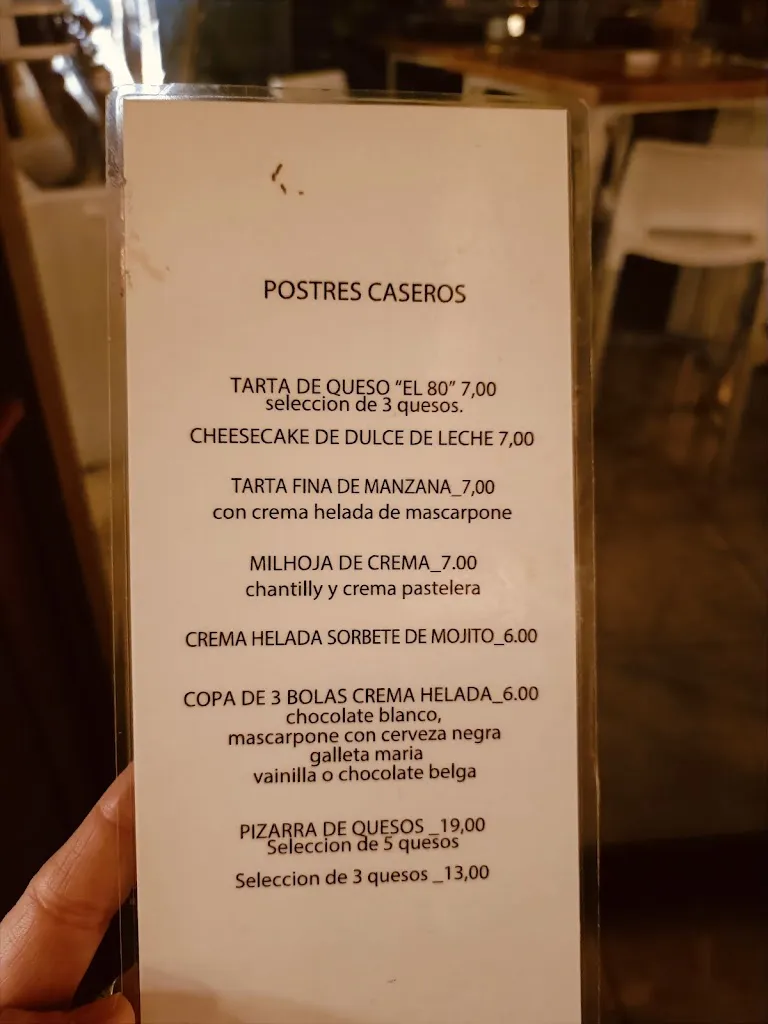 POSTRES CASEROS
TARTA DE QUESO “EL 80” 7,00
seleccion de 3 quesos.
CHEESECAKE DE DULCE DE LECHE 7,00
TARTA FINA DE MANZANA_7,00
con crema helada de mascarpone
MILHOJA DE CREMA_7.00
chantilly y crema pastelera
CREMA HELADA SORBETE DE MOJITO_6.00
COPA DE 3 BOLAS CREMA HELADA_6.00
chocolate blanco,
mascarpone con cerveza negra
galleta maria
vainilla o chocolate belga
PIZARRA DE QUESOS _19,00
Seleccion de 5 quesos
Seleccion de 3 quesos _13,00